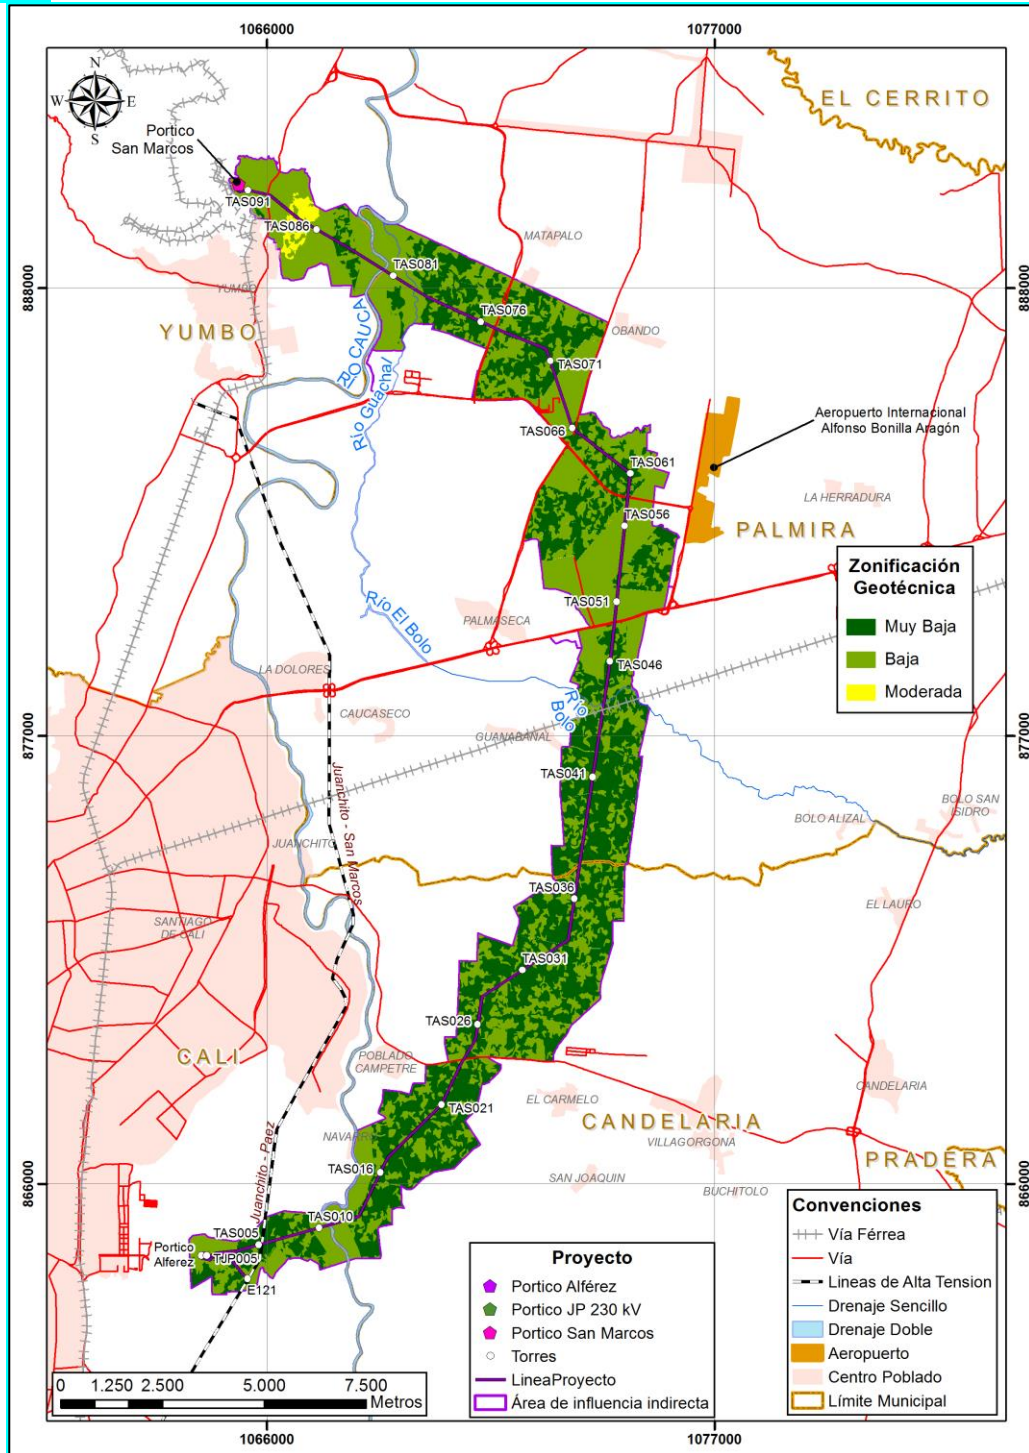 1066000
1077000
N
W
E
S
EL CERRITO
Portico
San Marcos
TAS091
TAS086
MATAPALO
TAS081
888000
888000
YUMBO
TAS076
YUMBO
RÍO CAUCA
OBANDO
TAS071
Río Guachal
Aeropuerto Internacional
Alfonso Bonilla Aragón
TAS066
TAS061
LA HERRADURA
TAS056
PALMIRA
Zonificación
Geotécnica
Muy Baja
Baja
Moderada
TAS051
Río El Bolo
PALMASECA
TAS046
LA DOLORES
Río
Bolo
CAUCASECO
GUANABANAL
877000
877000
Juanchito - San Marcos
TAS041
BOLO SAN
ISIDRO
BOLO ALIZAL
JUANCHITO
TAS036
EL LAURO
SANTIAGO
DE CALI
TAS031
TAS026
CALI
POBLADO
CAMPETRE
CANDELARIA
TAS021
EL CARMELO
CANDELARIA
NAVARRO
VILLAGORGONA
PRADERA
TAS016
SAN JOAQUIN
BUCHITOLO
866000
866000
Juanchito - Paez
TAS010
TAS005
Portico
Alferez
TJP005
E121
Proyecto
Portico Alférez
Portico JP 230 kV
Portico San Marcos
Torres
LineaProyecto
Área de influencia indirecta
Convenciones
Vía Férrea
Vía
Lineas de Alta Tension
Drenaje Sencillo
Drenaje Doble
Aeropuerto
Centro Poblado
Límite Municipal
0 1.250 2.500 5.000 7.500
Metros
1066000
1077000